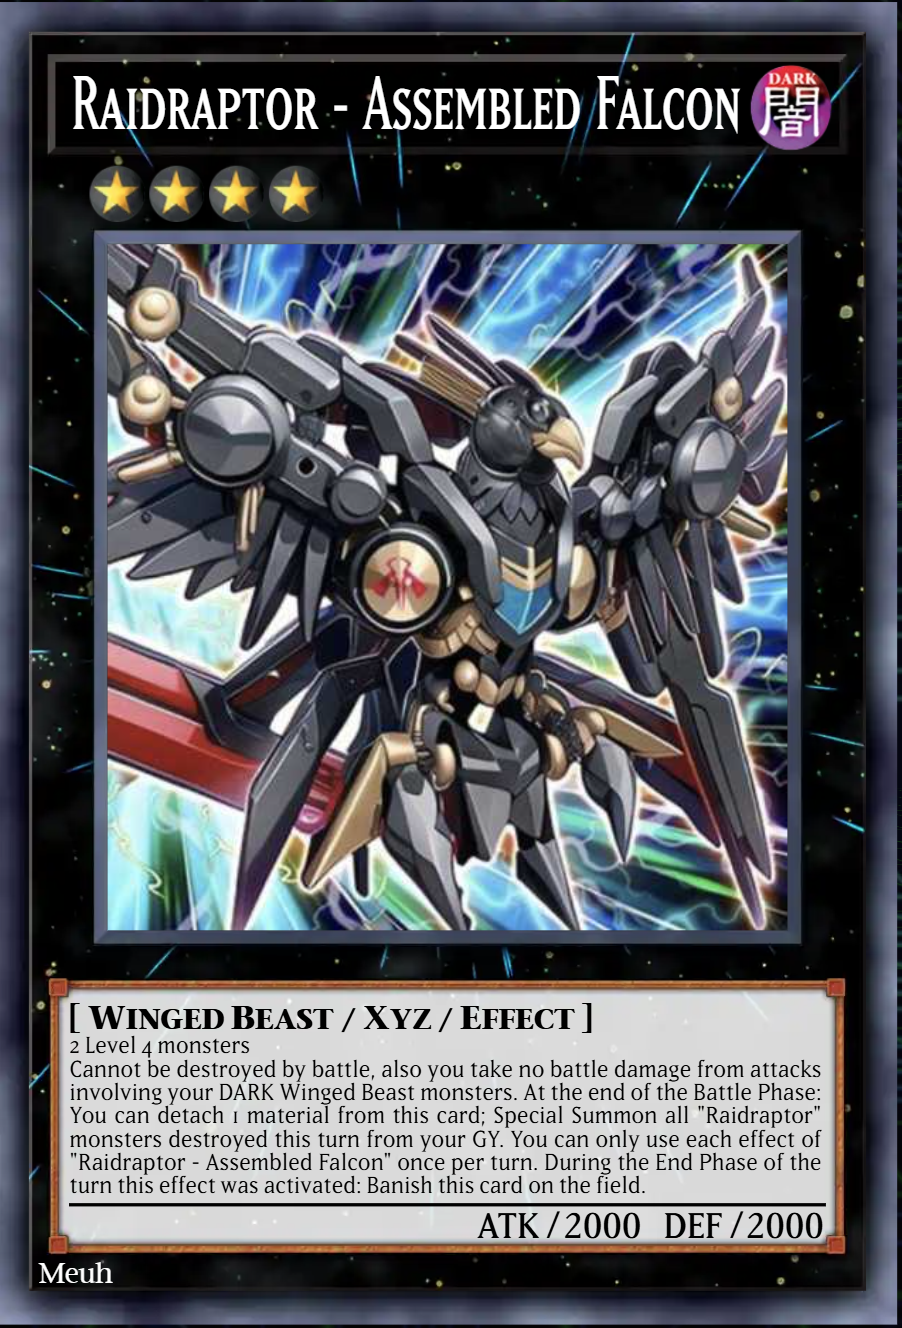 Raidraptor - Assembled Falcon
DARK
闇
[ Winged Beast / Xyz / Effect ]
2 Level 4 monsters
Cannot be destroyed by battle, also you take no battle damage from attacks
involving your DARK Winged Beast monsters. At the end of the Battle Phase:
You can detach 1 material from this card; Special Summon all "Raidraptor"
monsters destroyed this turn from your GY. You can only use each effect of
"Raidraptor - Assembled Falcon" once per turn. During the End Phase of the
turn this effect was activated: Banish this card on the field.
ATK / 2000 DEF / 2000
Meuh